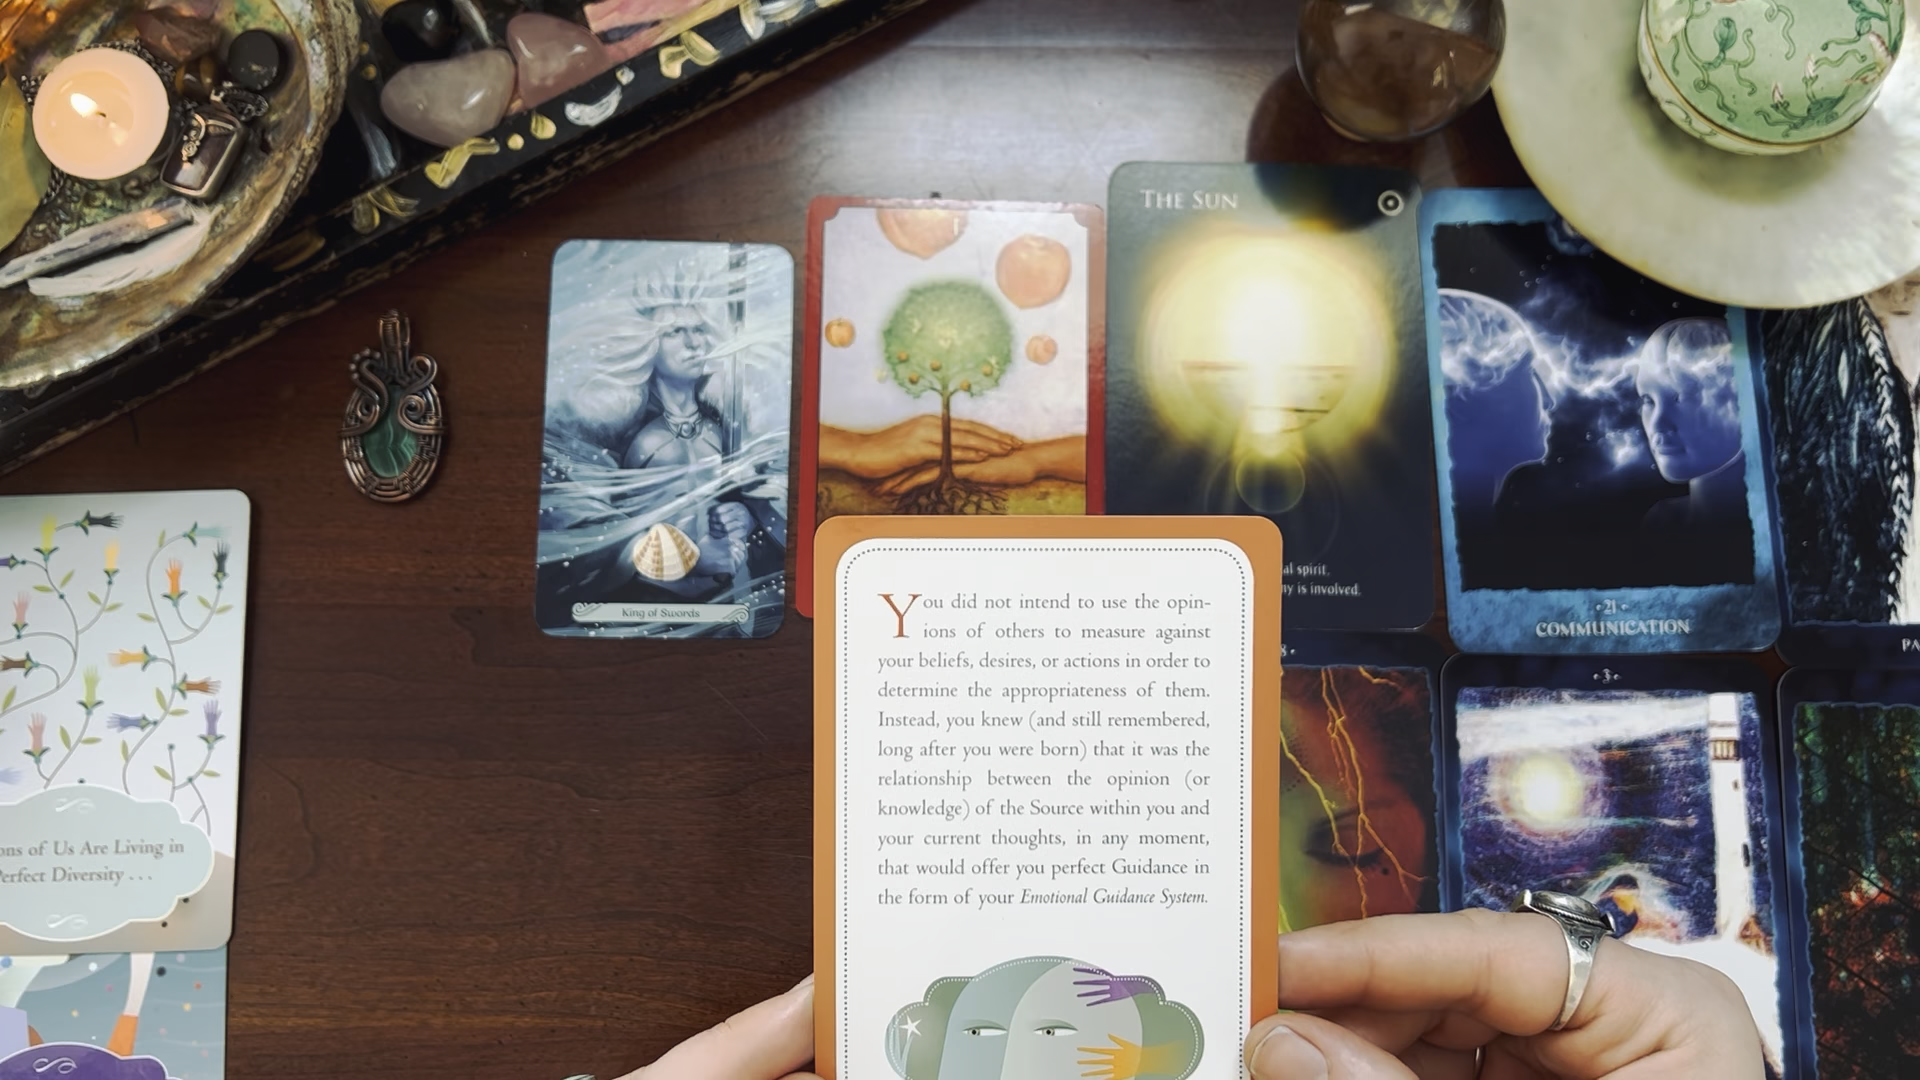 THE SUN
King of Swords
al spirit.
ny is involved.
·21·
COMMUNICATION
PA
8·
·3·
You did not intend to use the opin-
ions of others to measure against
your beliefs, desires, or actions in order to
determine the appropriateness of them.
Instead, you knew (and still remembered,
long after you were born) that it was the
relationship between the opinion (or
knowledge) of the Source within you and
your current thoughts, in any moment,
that would offer you perfect Guidance in
the form of your Emotional Guidance System.
ons of Us Are Living in
erfect Diversity . . .